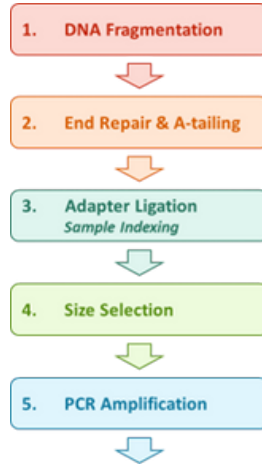 1. DNA Fragmentation
2. End Repair & A-tailing
3. Adapter Ligation
Sample Indexing
4. Size Selection
5. PCR Amplification